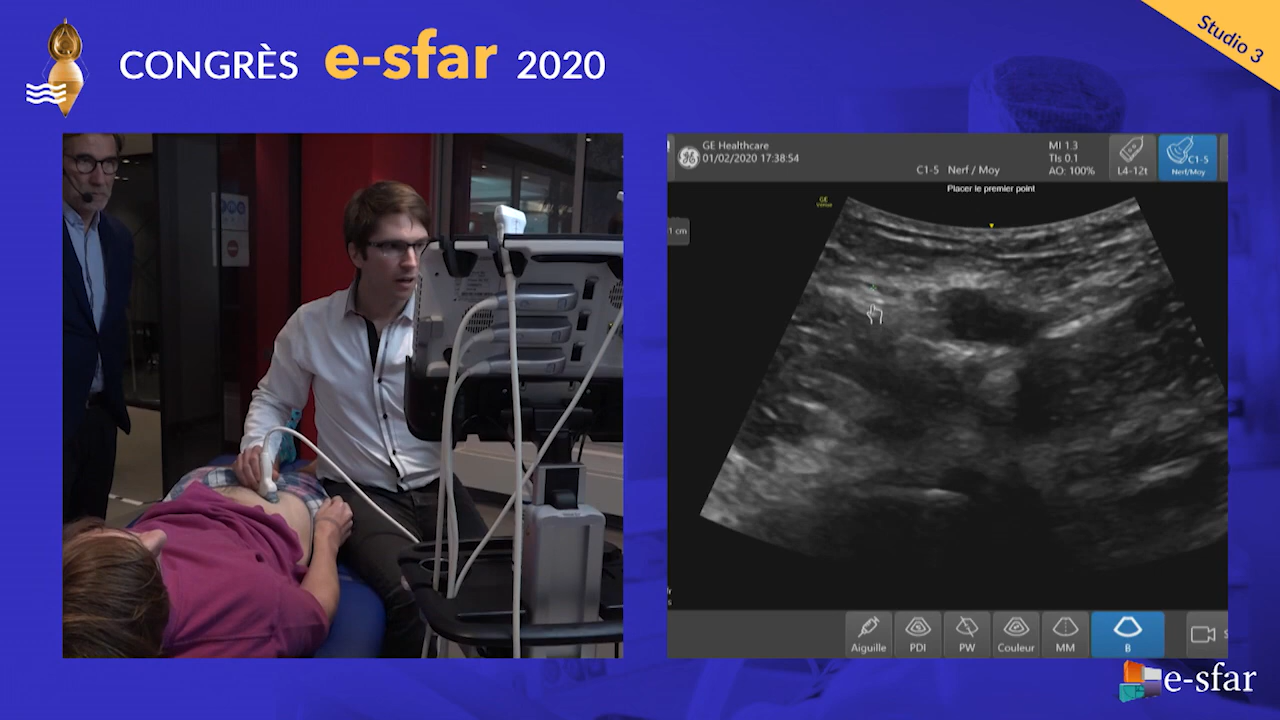 CONGRÈS e-sfar 2020
Studio 3
GE Healthcare
01/02/2020 17:38:54
C1-5 Nerf / Moy
MI 1.3
TIs 0.1
AO: 100%
L4-12t
C1-5
Nerf/Moy
Placer le premier point
GE
Venue
1 cm
Aiguille
PDI
PW
Couleur
MM
B
e-sfar